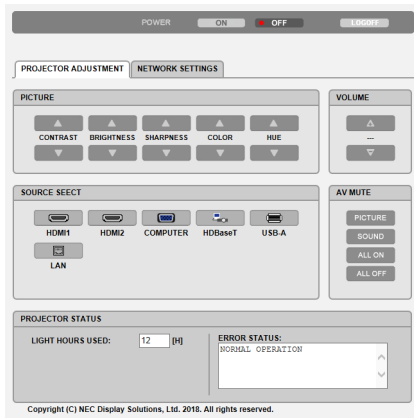 POWER ON OFF LOGOFF
PROJECTOR ADJUSTMENT NETWORK SETTINGS
PICTURE VOLUME
CONTRAST BRIGHTNESS SHARPNESS COLOR HUE ---
SOURCE SEECT AV MUTE
HDMI1 HDMI2 COMPUTER HDBaseT USB-A
LAN
PICTURE
SOUND
ALL ON
ALL OFF
PROJECTOR STATUS
LIGHT HOURS USED: 12 [H] ERROR STATUS:
NORMAL OPERATION
Copyright (C) NEC Display Solutions, Ltd. 2018. All rights reserved.